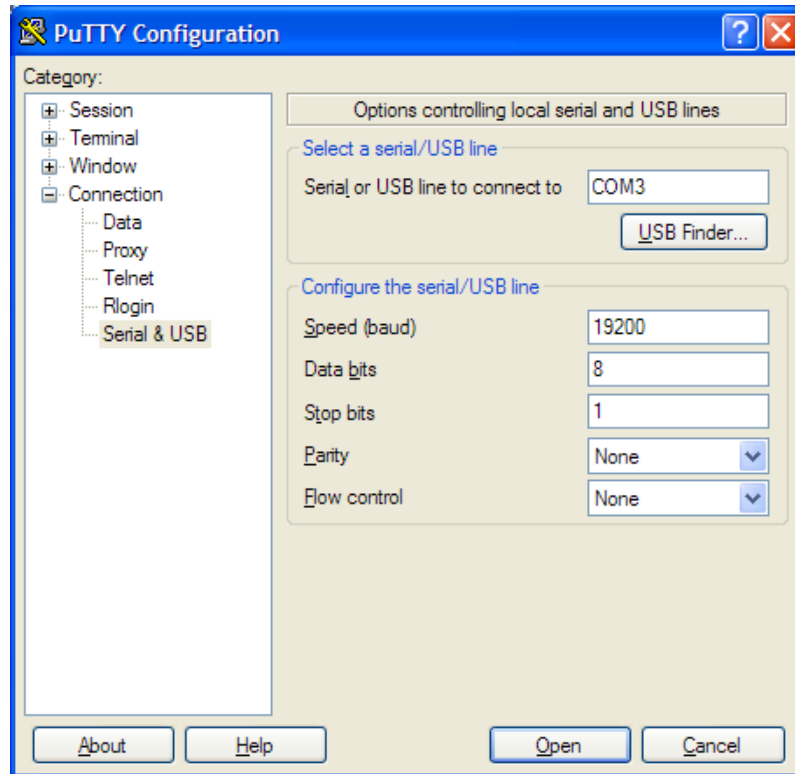 PuTTY Configuration
Category:
Session
Terminal
Window
Connection
Data
Proxy
Telnet
Rlogin
Serial & USB
Options controlling local serial and USB lines
Select a serial/USB line
Serial or USB line to connect to COM3
USB Finder...
Configure the serial/USB line
Speed (baud) 19200
Data bits 8
Stop bits 1
Parity None
Flow control None
About Help Open Cancel